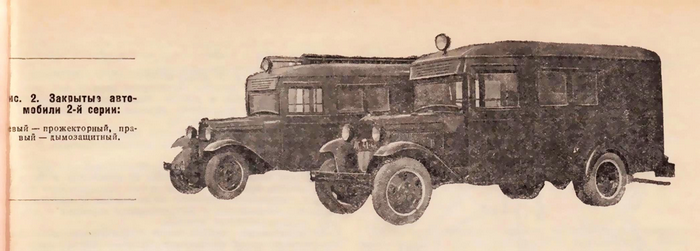 ис. 2. Закрытые авто-
мобили 2-й серии:
евый — прожекторный, пра-
вый — дымозащитный.